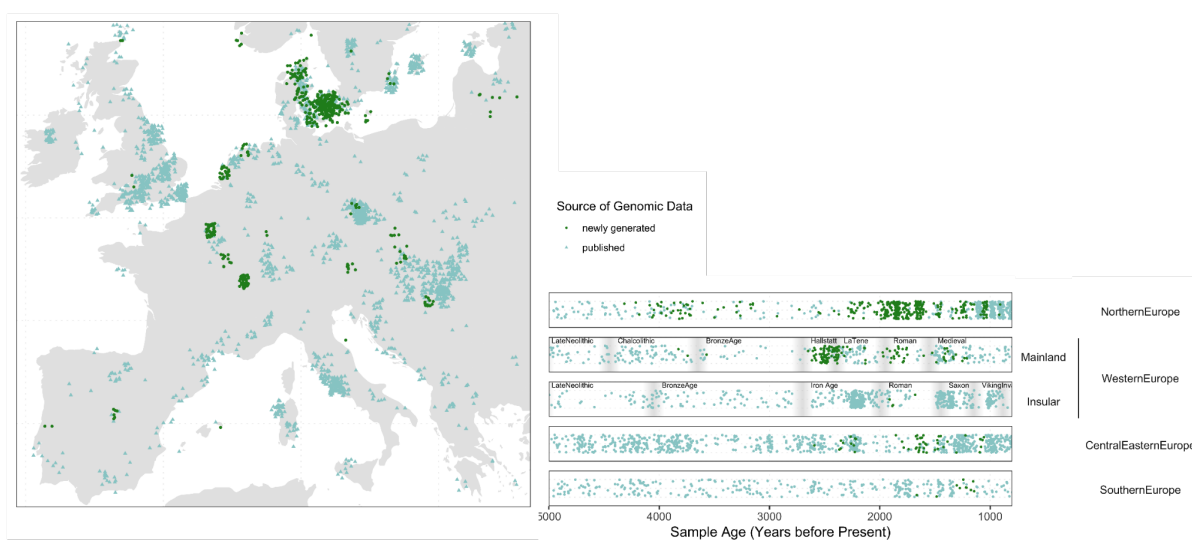 Source of Genomic Data
newly generated
published
NorthernEurope
LateNeolithic Chalcolithic BronzeAge Hallstatt LaTene Roman Medieval
Mainland
WesternEurope
LateNeolithic BronzeAge Iron Age Roman Saxon VikingInv
Insular
CentralEasternEurope
SouthernEurope
5000 4000 3000 2000 1000
Sample Age (Years before Present)